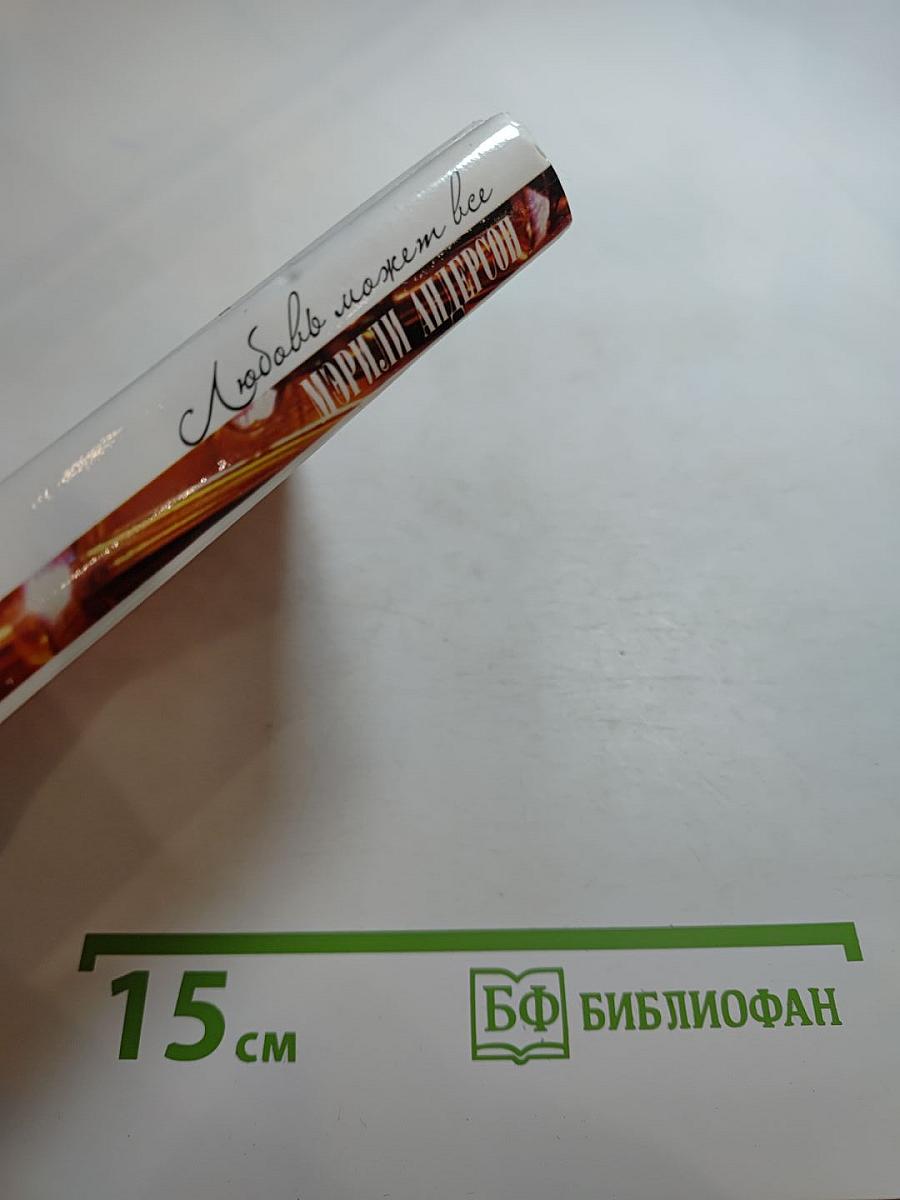 Любовь может все
МЭРИЛИ АНДЕРСОН
15 см
БФ БИБЛИОФАН